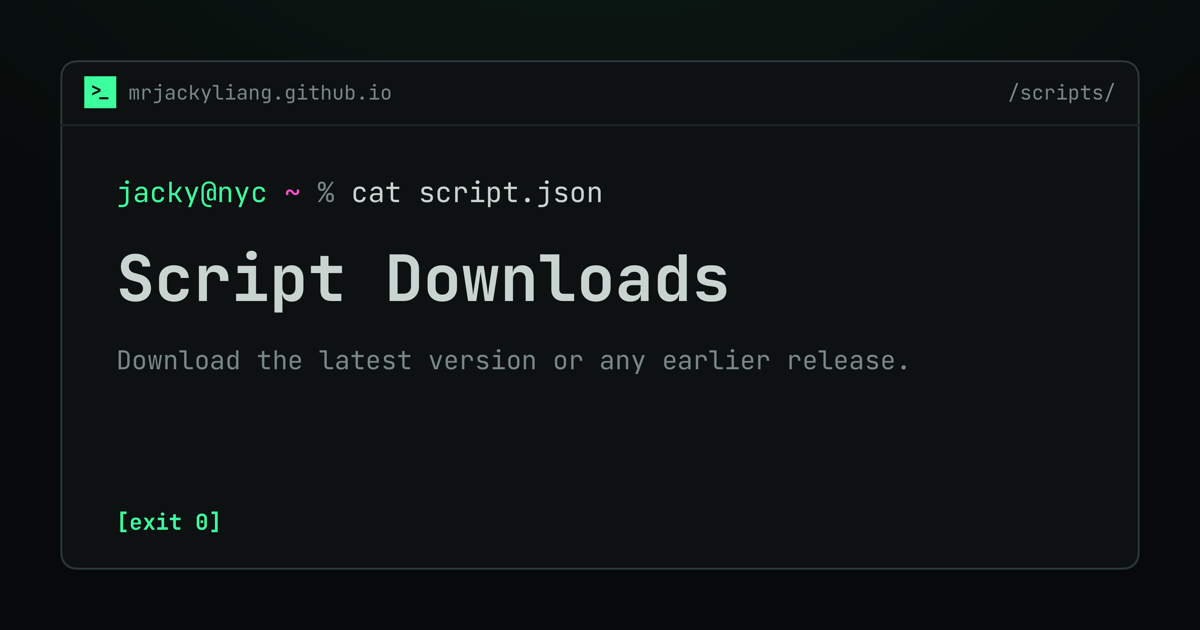 >_ mrjackyliang.github.io /scripts/
jacky@nyc ~ % cat script.json
Script Downloads
Download the latest version or any earlier release.
[exit 0]